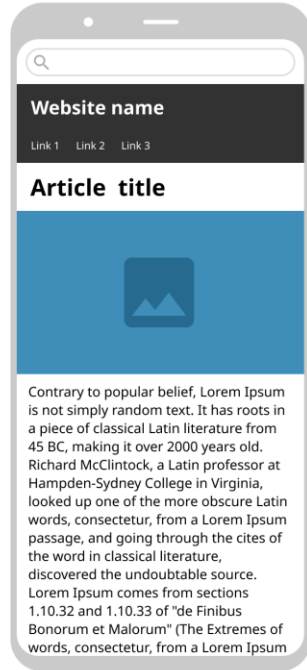 Website name
Link 1 Link 2 Link 3
Article title
Contrary to popular belief, Lorem Ipsum
is not simply random text. It has roots in
a piece of classical Latin literature from
45 BC, making it over 2000 years old.
Richard McClintock, a Latin professor at
Hampden-Sydney College in Virginia,
looked up one of the more obscure Latin
words, consectetur, from a Lorem Ipsum
passage, and going through the cites of
the word in classical literature,
discovered the undoubtable source.
Lorem Ipsum comes from sections
1.10.32 and 1.10.33 of "de Finibus
Bonorum et Malorum" (The Extremes of
words, consectetur, from a Lorem Ipsum